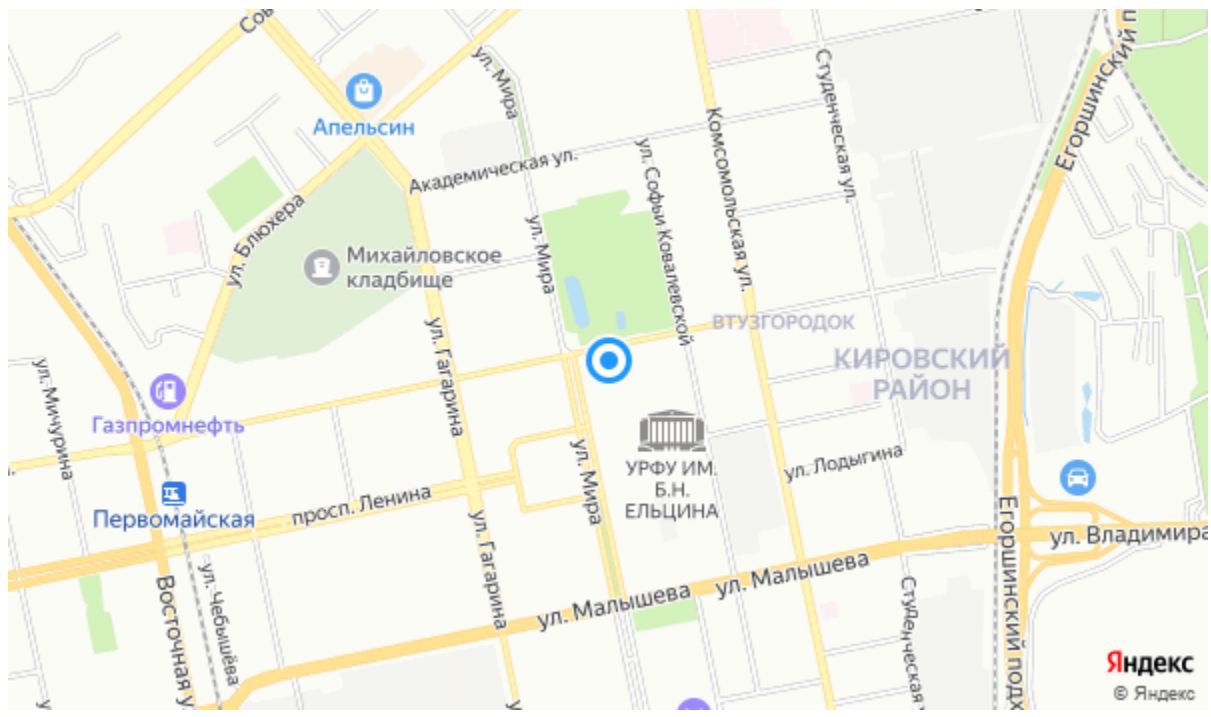 Сов
ул. Мира
Апельсин
Академическая ул.
ул. Софьи Ковалевской
Комсомольская ул.
Студенческая ул.
Егоршинский п
ул. Блюхера
Михайловское
кладбище
ул. Мира
ВТУЗГОРОДОК
КИРОВСКИЙ
РАЙОН
ул. Гагарина
ул. Мичурина
Газпромнефть
л.
УРФУ ИМ.
Б.Н.
ЕЛЬЦИНА
ул. Мира
ул. Лодыгина
Первомайская
просп. Ленина
ул. Гагарина
ул. Чебышёва
Восточная у
ул. Малышева
ул. Малышева
Студенческая у
Егоршинский подх
ул. Владимира
Яндекс
© Яндекс